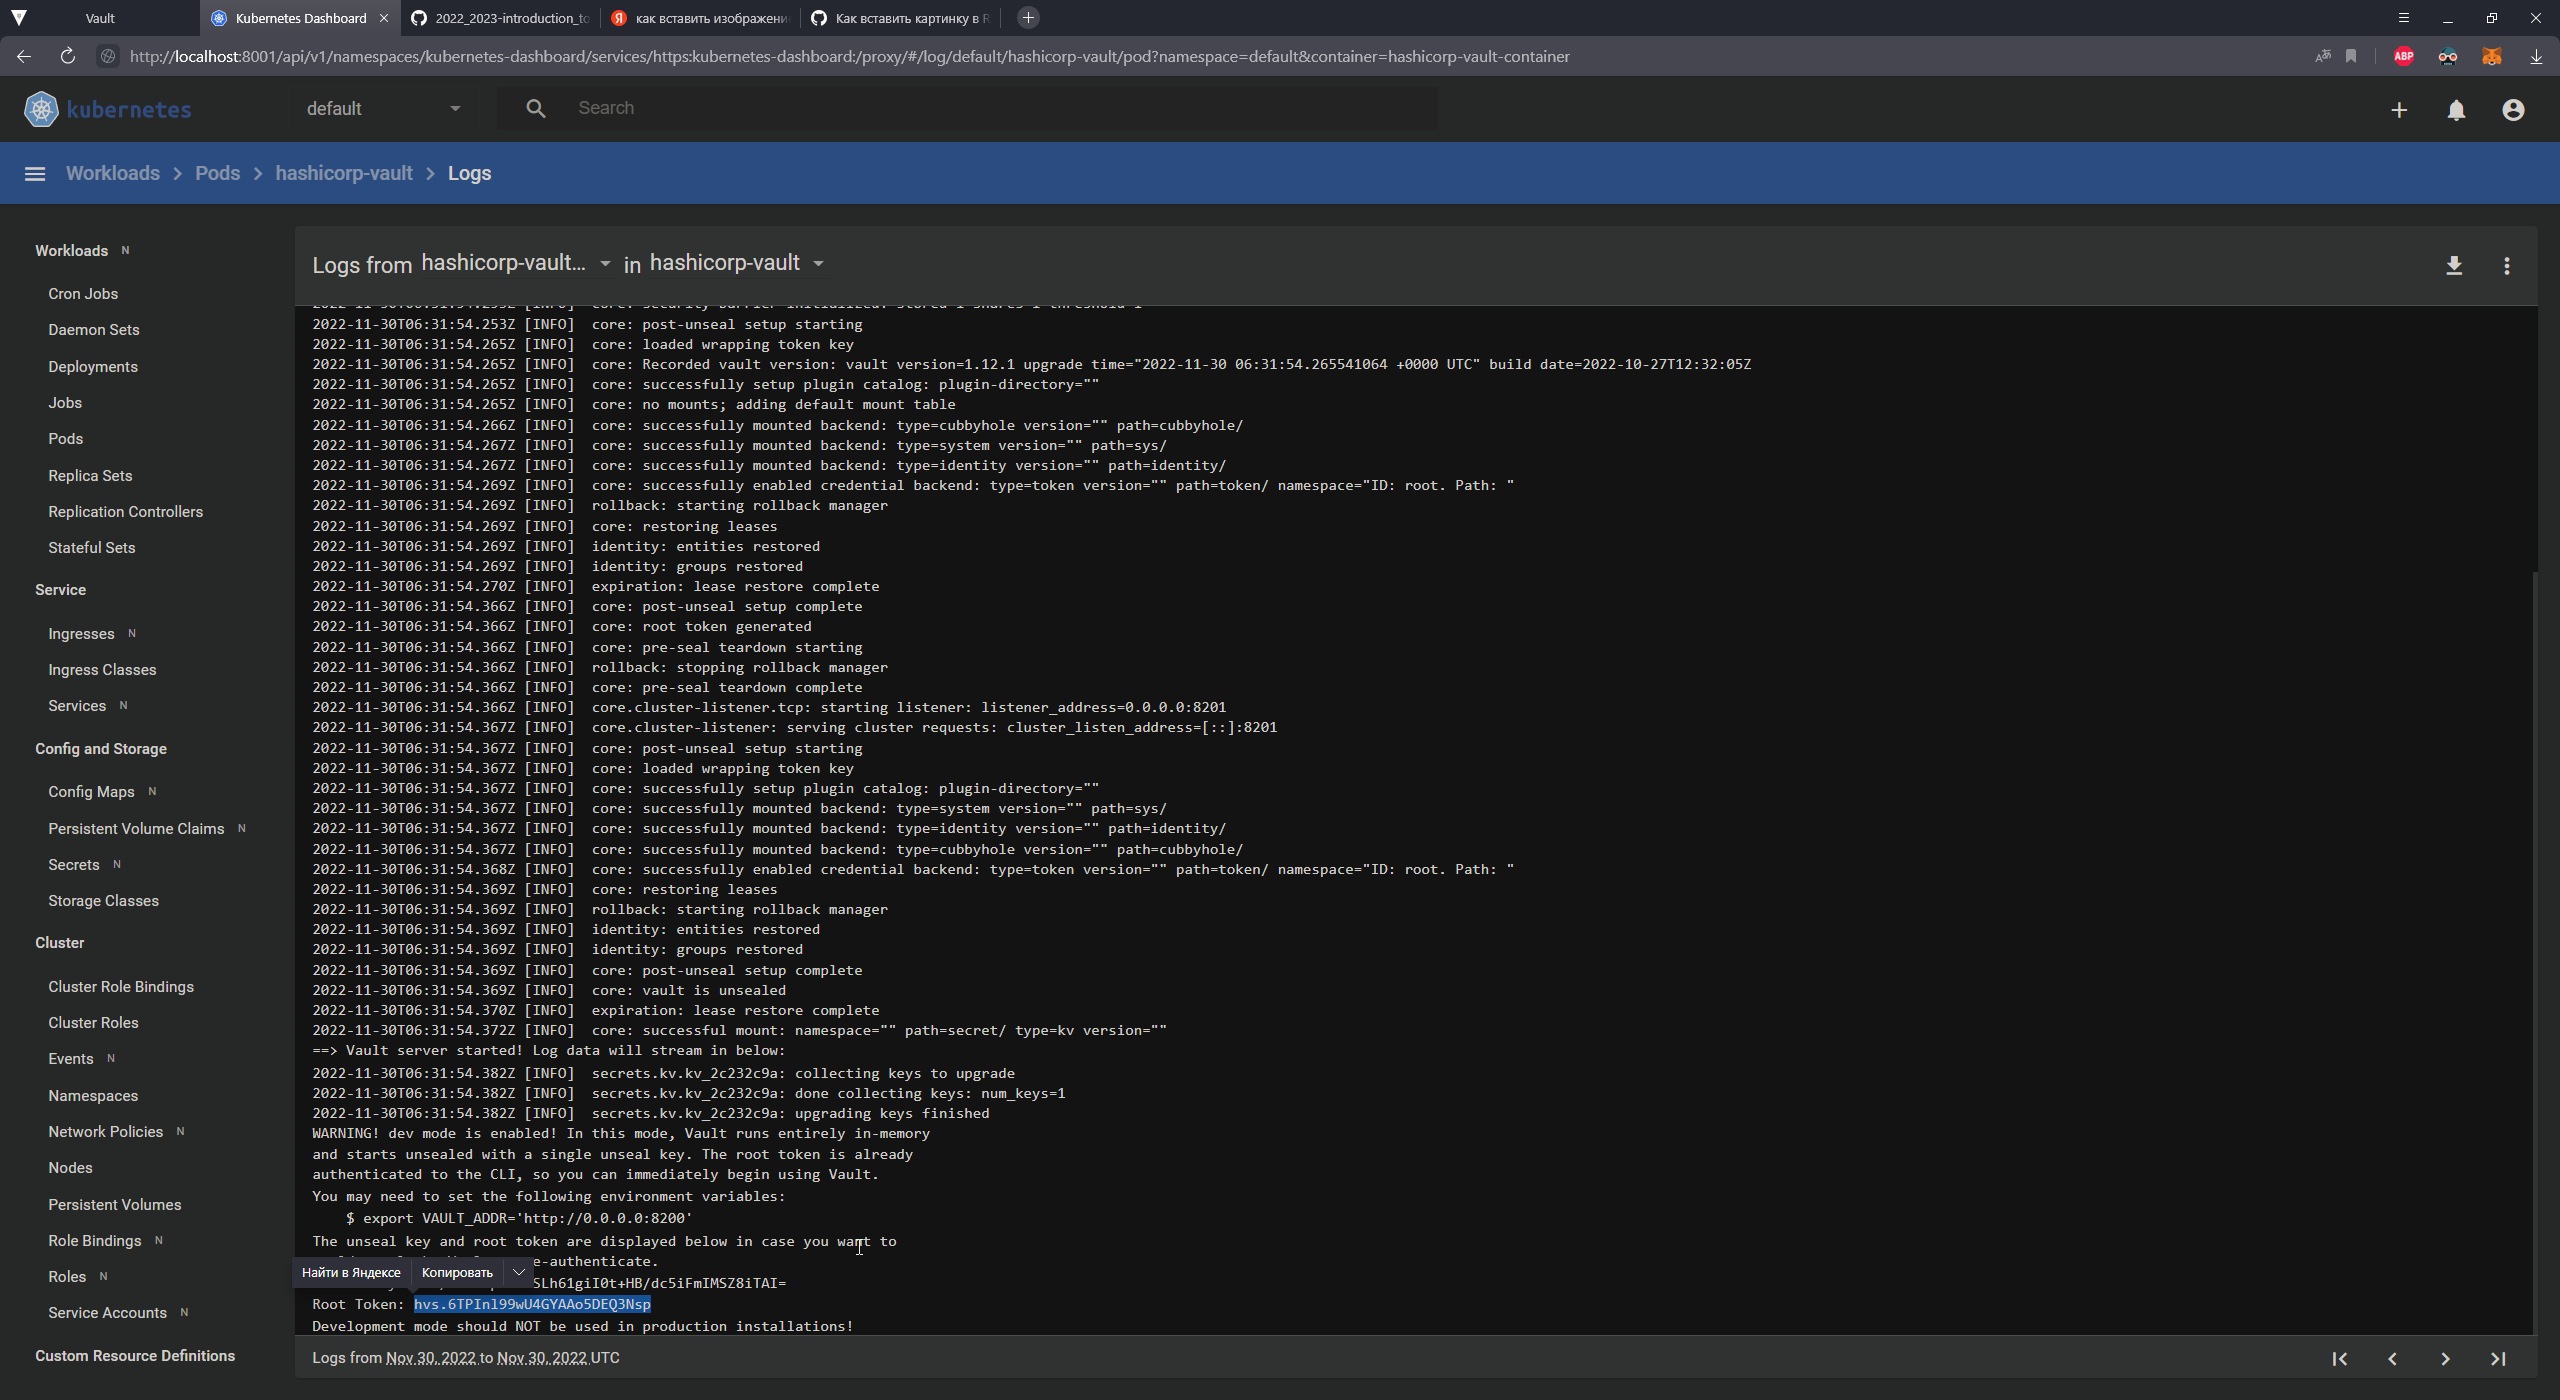 Vault
Kubernetes Dashboard
2022_2023-introduction_to
как вставить изображени
Как вставить картинку в R
http://localhost:8001/api/v1/namespaces/kubernetes-dashboard/services/https:kubernetes-dashboard:/proxy/#/log/default/hashicorp-vault/pod?namespace=default&container=hashicorp-vault-container
ABP
kubernetes
default
Search
Workloads > Pods > hashicorp-vault > Logs
Workloads N
Cron Jobs
Daemon Sets
Deployments
Jobs
Pods
Replica Sets
Replication Controllers
Stateful Sets
Service
Ingresses N
Ingress Classes
Services N
Config and Storage
Config Maps N
Persistent Volume Claims N
Secrets N
Storage Classes
Cluster
Cluster Role Bindings
Cluster Roles
Events N
Namespaces
Network Policies N
Nodes
Persistent Volumes
Role Bindings N
Roles N
Service Accounts N
Custom Resource Definitions
Logs from hashicorp-vault... in hashicorp-vault
2022-11-30T06:31:54.253Z [INFO]  core: post-unseal setup starting
2022-11-30T06:31:54.265Z [INFO]  core: loaded wrapping token key
2022-11-30T06:31:54.265Z [INFO]  core: Recorded vault version: vault version=1.12.1 upgrade time="2022-11-30 06:31:54.265541064 +0000 UTC" build date=2022-10-27T12:32:05Z
2022-11-30T06:31:54.265Z [INFO]  core: successfully setup plugin catalog: plugin-directory=""
2022-11-30T06:31:54.265Z [INFO]  core: no mounts; adding default mount table
2022-11-30T06:31:54.266Z [INFO]  core: successfully mounted backend: type=cubbyhole version="" path=cubbyhole/
2022-11-30T06:31:54.267Z [INFO]  core: successfully mounted backend: type=system version="" path=sys/
2022-11-30T06:31:54.267Z [INFO]  core: successfully mounted backend: type=identity version="" path=identity/
2022-11-30T06:31:54.269Z [INFO]  core: successfully enabled credential backend: type=token version="" path=token/ namespace="ID: root. Path: "
2022-11-30T06:31:54.269Z [INFO]  rollback: starting rollback manager
2022-11-30T06:31:54.269Z [INFO]  core: restoring leases
2022-11-30T06:31:54.269Z [INFO]  identity: entities restored
2022-11-30T06:31:54.269Z [INFO]  identity: groups restored
2022-11-30T06:31:54.270Z [INFO]  expiration: lease restore complete
2022-11-30T06:31:54.366Z [INFO]  core: post-unseal setup complete
2022-11-30T06:31:54.366Z [INFO]  core: root token generated
2022-11-30T06:31:54.366Z [INFO]  core: pre-seal teardown starting
2022-11-30T06:31:54.366Z [INFO]  rollback: stopping rollback manager
2022-11-30T06:31:54.366Z [INFO]  core: pre-seal teardown complete
2022-11-30T06:31:54.366Z [INFO]  core.cluster-listener.tcp: starting listener: listener_address=0.0.0.0:8201
2022-11-30T06:31:54.367Z [INFO]  core.cluster-listener: serving cluster requests: cluster_listen_address=[::]:8201
2022-11-30T06:31:54.367Z [INFO]  core: post-unseal setup starting
2022-11-30T06:31:54.367Z [INFO]  core: loaded wrapping token key
2022-11-30T06:31:54.367Z [INFO]  core: successfully setup plugin catalog: plugin-directory=""
2022-11-30T06:31:54.367Z [INFO]  core: successfully mounted backend: type=system version="" path=sys/
2022-11-30T06:31:54.367Z [INFO]  core: successfully mounted backend: type=identity version="" path=identity/
2022-11-30T06:31:54.367Z [INFO]  core: successfully mounted backend: type=cubbyhole version="" path=cubbyhole/
2022-11-30T06:31:54.368Z [INFO]  core: successfully enabled credential backend: type=token version="" path=token/ namespace="ID: root. Path: "
2022-11-30T06:31:54.369Z [INFO]  core: restoring leases
2022-11-30T06:31:54.369Z [INFO]  rollback: starting rollback manager
2022-11-30T06:31:54.369Z [INFO]  identity: entities restored
2022-11-30T06:31:54.369Z [INFO]  identity: groups restored
2022-11-30T06:31:54.369Z [INFO]  core: post-unseal setup complete
2022-11-30T06:31:54.369Z [INFO]  core: vault is unsealed
2022-11-30T06:31:54.370Z [INFO]  expiration: lease restore complete
2022-11-30T06:31:54.372Z [INFO]  core: successful mount: namespace="" path=secret/ type=kv version=""
==> Vault server started! Log data will stream in below:
2022-11-30T06:31:54.382Z [INFO]  secrets.kv.kv_2c232c9a: collecting keys to upgrade
2022-11-30T06:31:54.382Z [INFO]  secrets.kv.kv_2c232c9a: done collecting keys: num_keys=1
2022-11-30T06:31:54.382Z [INFO]  secrets.kv.kv_2c232c9a: upgrading keys finished
WARNING! dev mode is enabled! In this mode, Vault runs entirely in-memory
and starts unsealed with a single unseal key. The root token is already
authenticated to the CLI, so you can immediately begin using Vault.
You may need to set the following environment variables:
$ export VAULT_ADDR='http://0.0.0.0:8200'
The unseal key and root token are displayed below in case you want to
e-authenticate.
Найти в Яндексе Копировать
SLh61giI0t+HB/dc5iFmIMSZ8iTAI=
Root Token: hvs.6TPInl99wU4GYAAo5DEQ3Nsp
Development mode should NOT be used in production installations!
Logs from Nov 30, 2022 to Nov 30, 2022 UTC